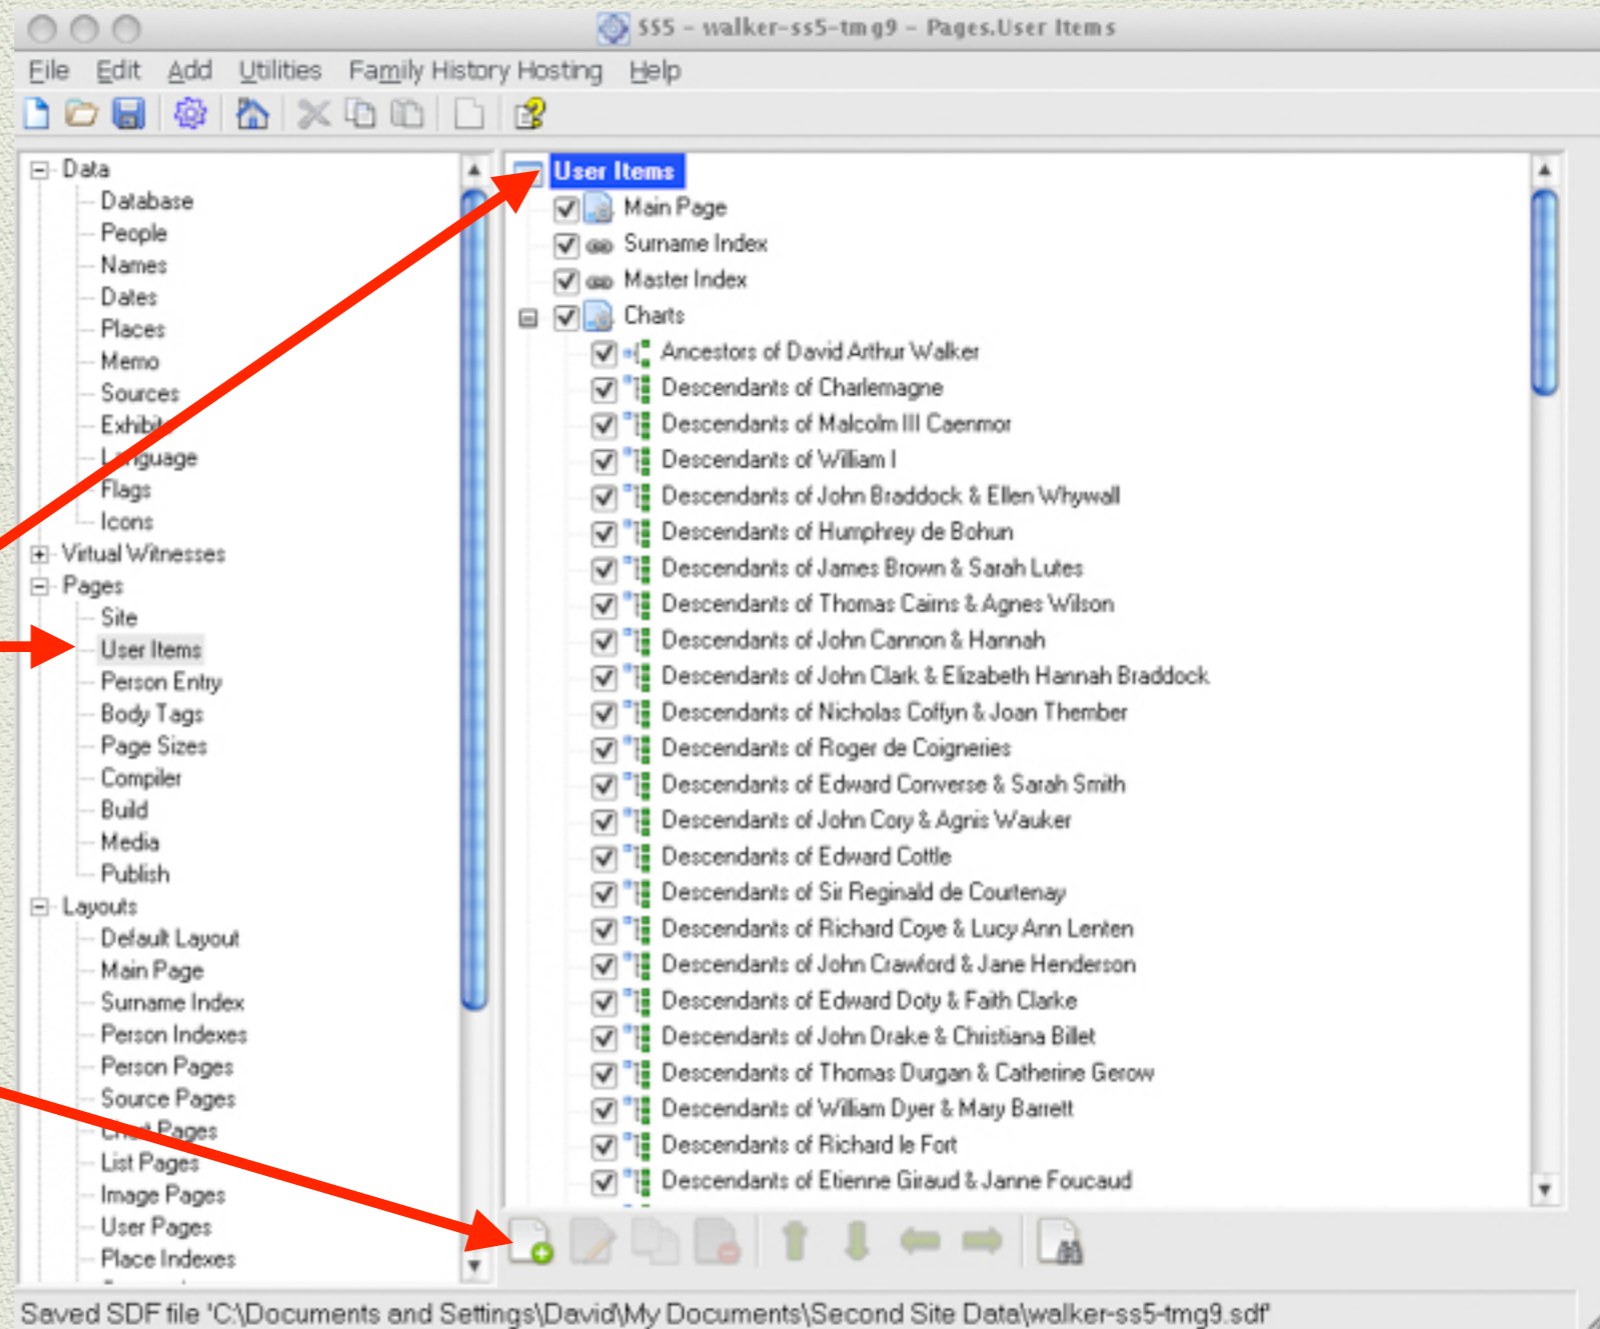 SS5 - walker-ss5-tmg9 - Pages.User Items
File Edit Add Utilities Family History Hosting Help
Data
Database
People
Names
Dates
Places
Memo
Sources
Exhibits
Language
Flags
Icons
Virtual Witnesses
Pages
Site
User Items
Person Entry
Body Tags
Page Sizes
Compiler
Build
Media
Publish
Layouts
Default Layout
Main Page
Surname Index
Person Indexes
Person Pages
Source Pages
Chart Pages
List Pages
Image Pages
User Pages
Place Indexes
User Items
Main Page
Surname Index
Master Index
Charts
Ancestors of David Arthur Walker
Descendants of Charlemagne
Descendants of Malcolm III Caenmor
Descendants of William I
Descendants of John Braddock & Ellen Whywall
Descendants of Humphrey de Bohun
Descendants of James Brown & Sarah Lutes
Descendants of Thomas Cairns & Agnes Wilson
Descendants of John Cannon & Hannah
Descendants of John Clark & Elizabeth Hannah Braddock
Descendants of Nicholas Coffyn & Joan Thember
Descendants of Roger de Coigneries
Descendants of Edward Converse & Sarah Smith
Descendants of John Cory & Agnis Wauker
Descendants of Edward Cottle
Descendants of Sir Reginald de Courtenay
Descendants of Richard Coye & Lucy Ann Lenten
Descendants of John Crawford & Jane Henderson
Descendants of Edward Doty & Faith Clarke
Descendants of John Drake & Christiana Billet
Descendants of Thomas Durgan & Catherine Gerow
Descendants of William Dyer & Mary Barrett
Descendants of Richard le Fort
Descendants of Etienne Giraud & Janne Foucaud
Saved SDF file 'C:\Documents and Settings\David\My Documents\Second Site Data\walker-ss5-tmg9.sdf'